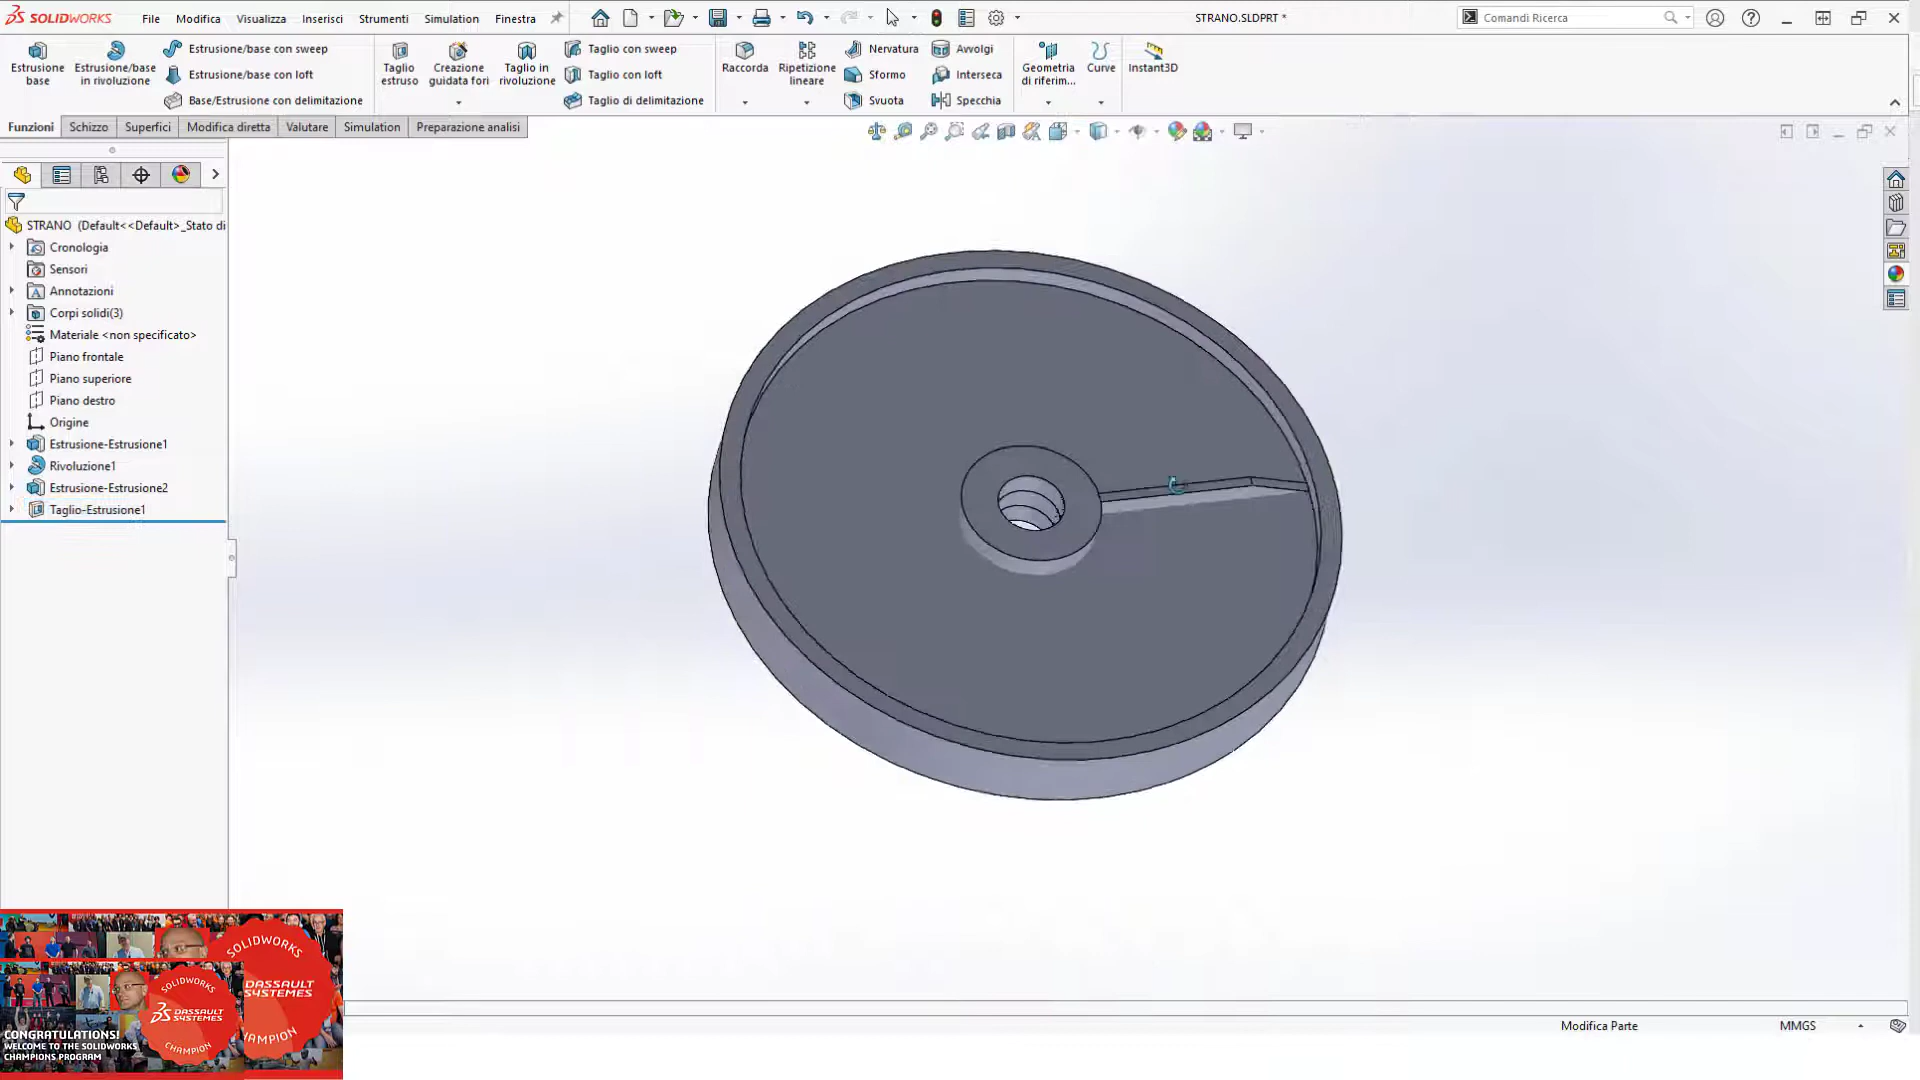 SOLIDWORKS File Modifica Visualizza Inserisci Strumenti Simulation Finestra STRANO.SLDPRT * Comandi Ricerca
Estrusione base
Estrusione/base in rivoluzione
Estrusione/base con sweep
Estrusione/base con loft
Base/Estrusione con delimitazione
Taglio estruso
Creazione guidata fori
Taglio in rivoluzione
Taglio con sweep
Taglio con loft
Taglio di delimitazione
Raccorda
Ripetizione lineare
Nervatura
Sformo
Svuota
Avvolgi
Interseca
Specchia
Geometria di riferim...
Curve
Instant3D
Funzioni Schizzo Superfici Modifica diretta Valutare Simulation Preparazione analisi
STRANO (Default<<Default>_Stato di
Cronologia
Sensori
Annotazioni
Corpi solidi(3)
Materiale <non specificato>
Piano frontale
Piano superiore
Piano destro
Origine
Estrusione-Estrusione1
Rivoluzione1
Estrusione-Estrusione2
Taglio-Estrusione1
SOLIDWORKS
DASSAULT
SYSTEMES
HAMPION
SOLIDWORKS
DASSAULT
SYSTEMES
CHAMPION
CONGRATULATIONS!
WELCOME TO THE SOLIDWORKS
CHAMPIONS PROGRAM
Modifica Parte MMGS